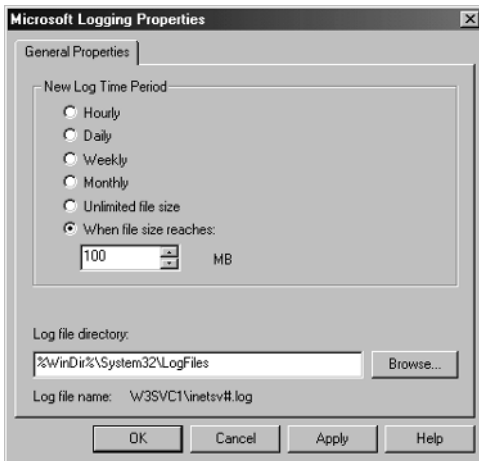 Microsoft Logging Properties
General Properties
New Log Time Period
Hourly
Daily
Weekly
Monthly
Unlimited file size
When file size reaches:
100 MB
Log file directory:
%WinDir%\System32\LogFiles Browse...
Log file name: W3SVC1\inetsv#.log
OK Cancel Apply Help